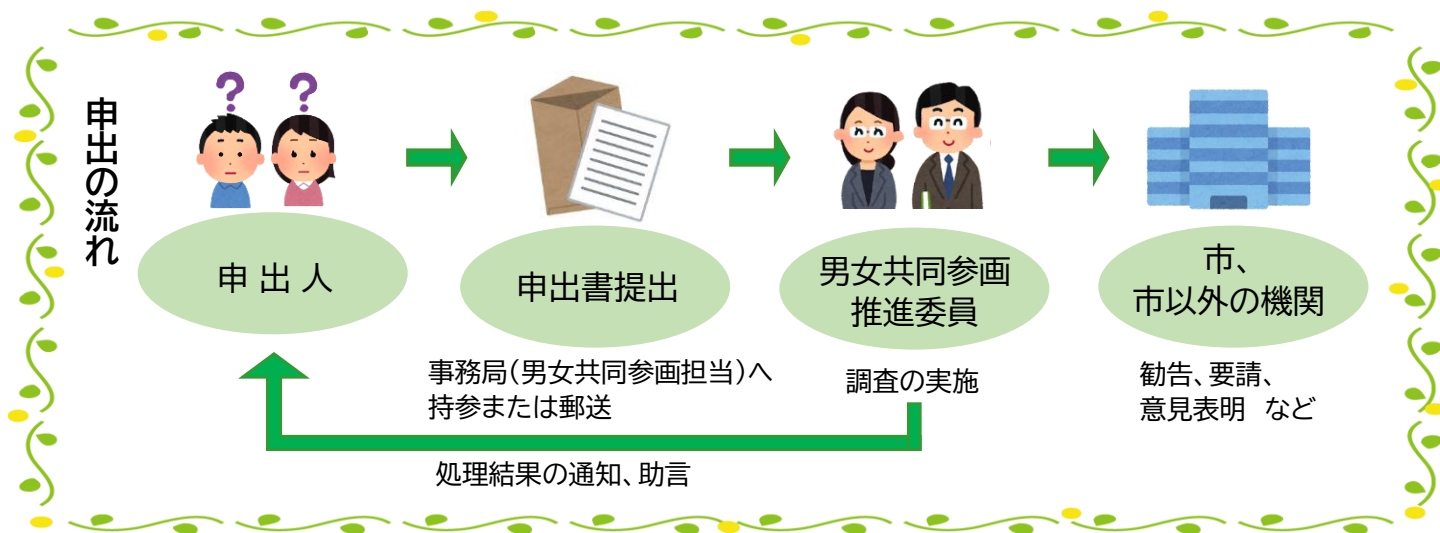 申出の流れ
？ ？
申 出 人
申出書提出
男女共同参画
推進委員
市、
市以外の機関
事務局(男女共同参画担当)へ
持参または郵送
調査の実施
勧告、要請、
意見表明　など
処理結果の通知、助言